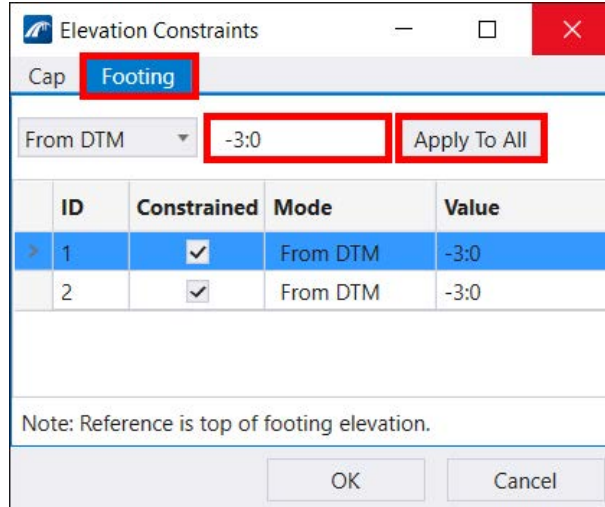 Elevation Constraints
Cap Footing
From DTM -3:0 Apply To All
ID Constrained Mode Value
1 From DTM -3:0
2 From DTM -3:0
Note: Reference is top of footing elevation.
OK Cancel